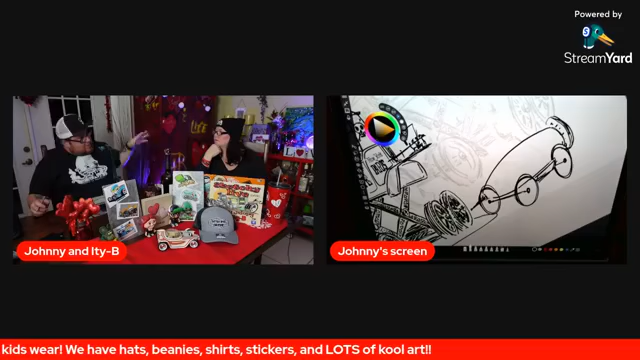 Powered by
StreamYard
Johnny and Ity-B
Johnny's screen
kids wear! We have hats, beanies, shirts, stickers, and LOTS of kool art!!